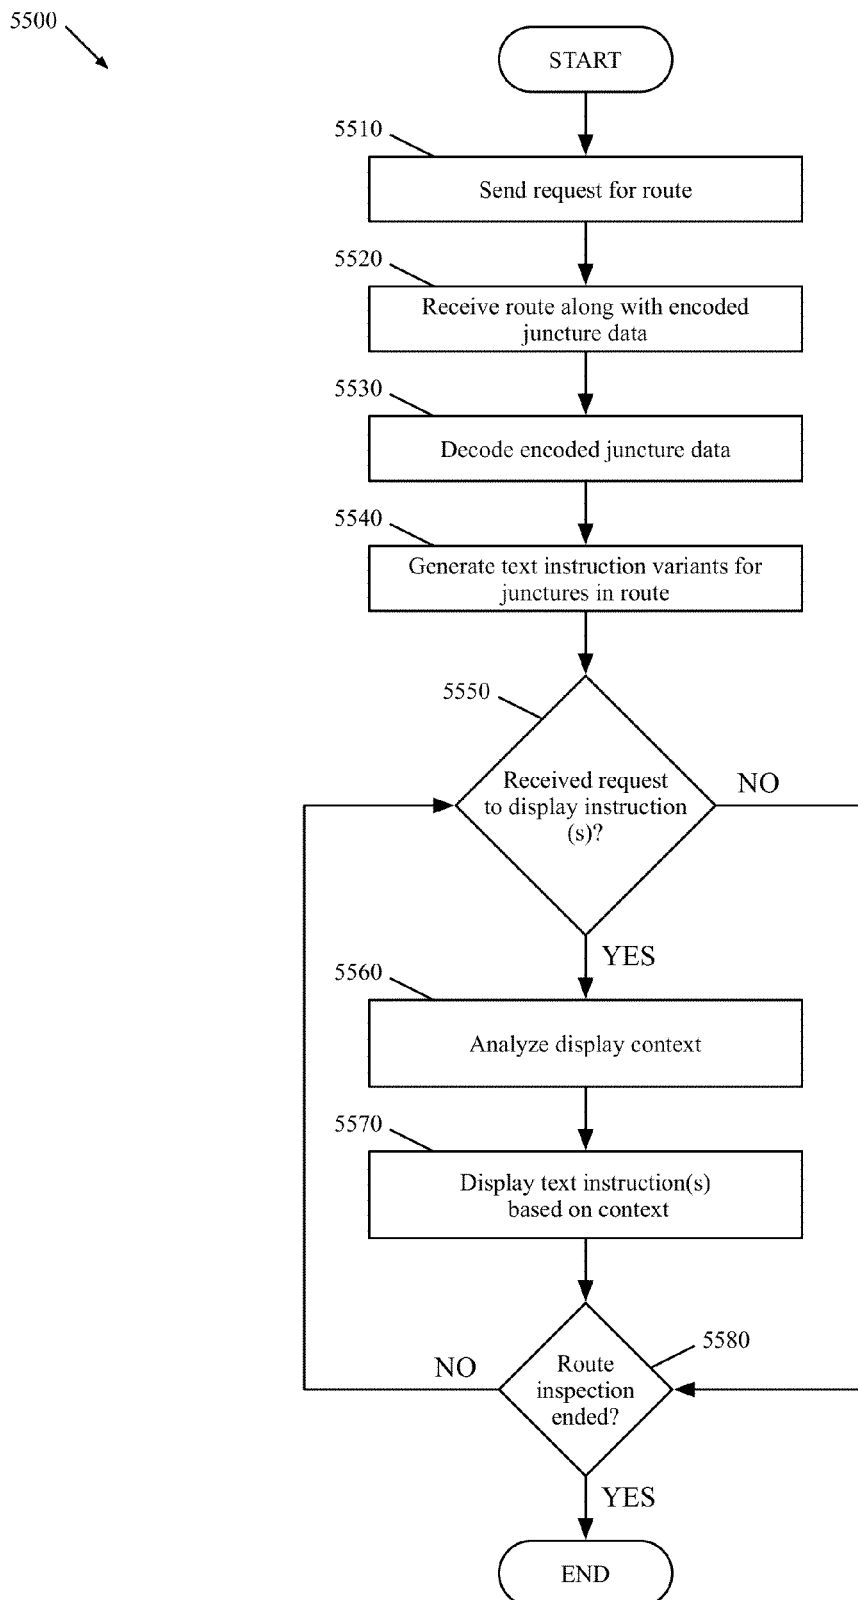 5500
START
5510
Send request for route
5520
Receive route along with encoded
juncture data
5530
Decode encoded juncture data
5540
Generate text instruction variants for
junctures in route
5550
Received request
to display instruction
(s)?
NO
YES
5560
Analyze display context
5570
Display text instruction(s)
based on context
5580
Route
inspection
ended?
NO
YES
END